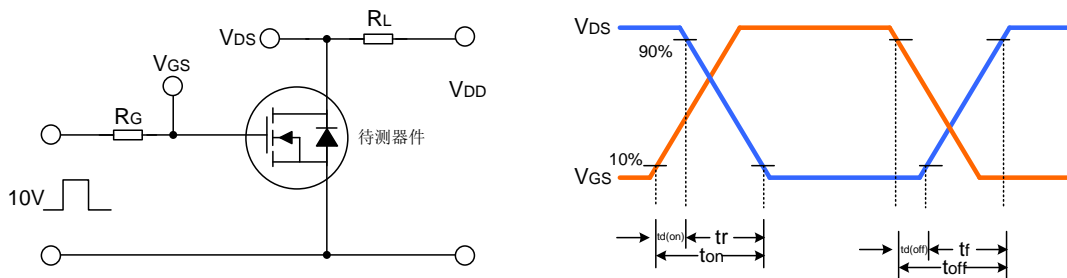 VDS
RL
VGS
VDD
RG
待测器件
10V
VDS
90%
10%
VGS
td(on)
tr
ton
td(off)
tf
toff